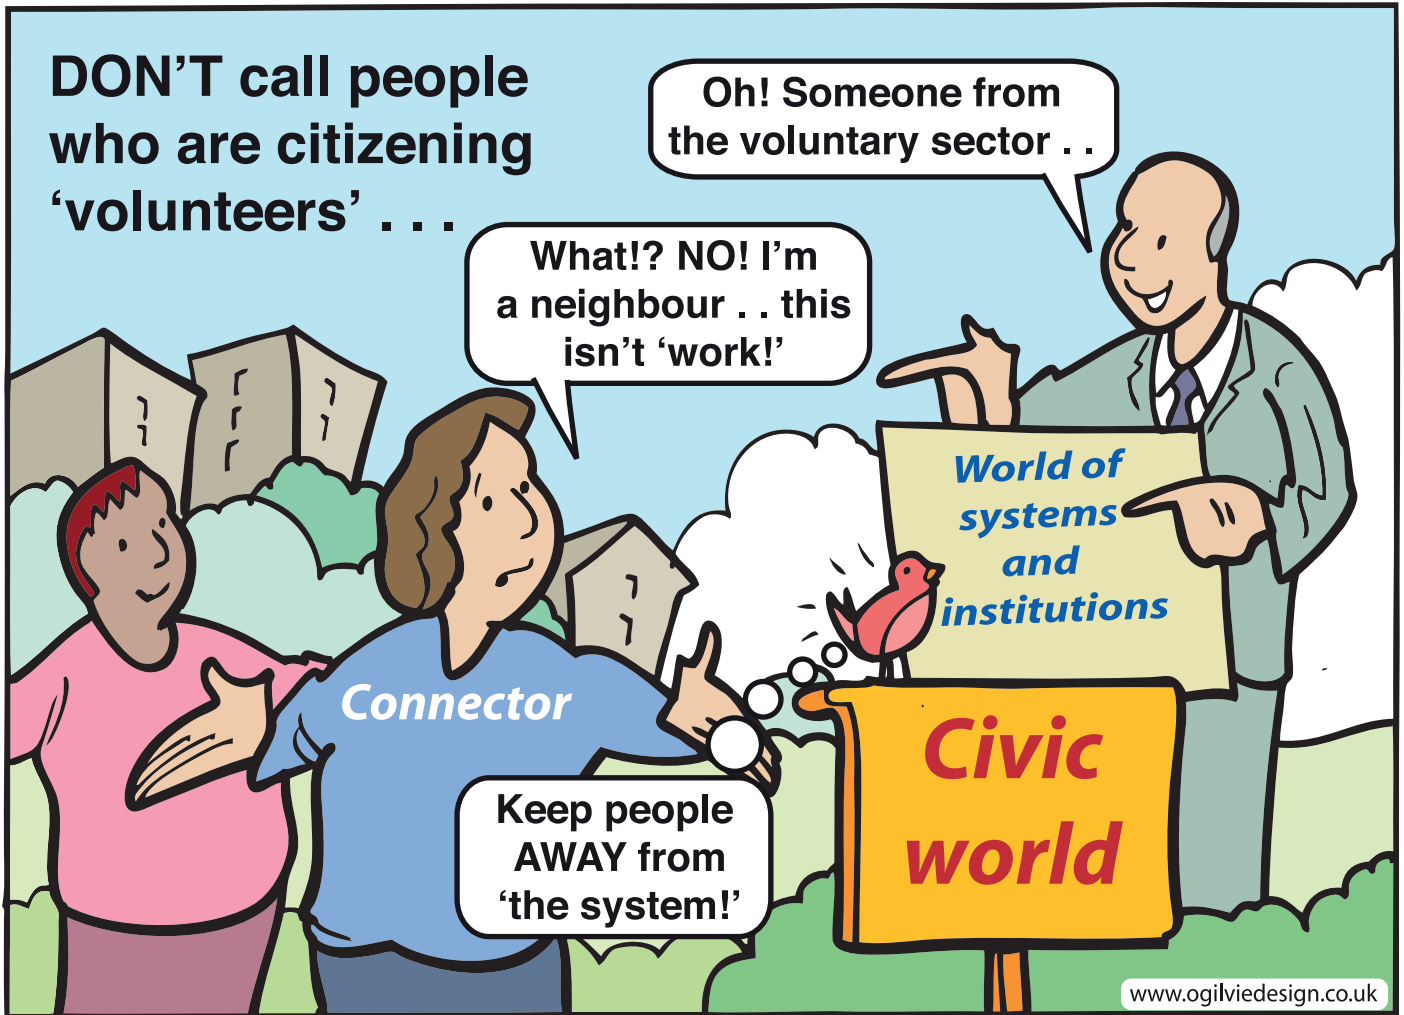 DON’T call people
who are citizening
‘volunteers’ . . .
Oh! Someone from
the voluntary sector . .
What!? NO! I’m
a neighbour . . this
isn’t ‘work!’
World of
systems
and
institutions
Connector
Civic
world
Keep people
AWAY from
‘the system!’
www.ogilviedesign.co.uk